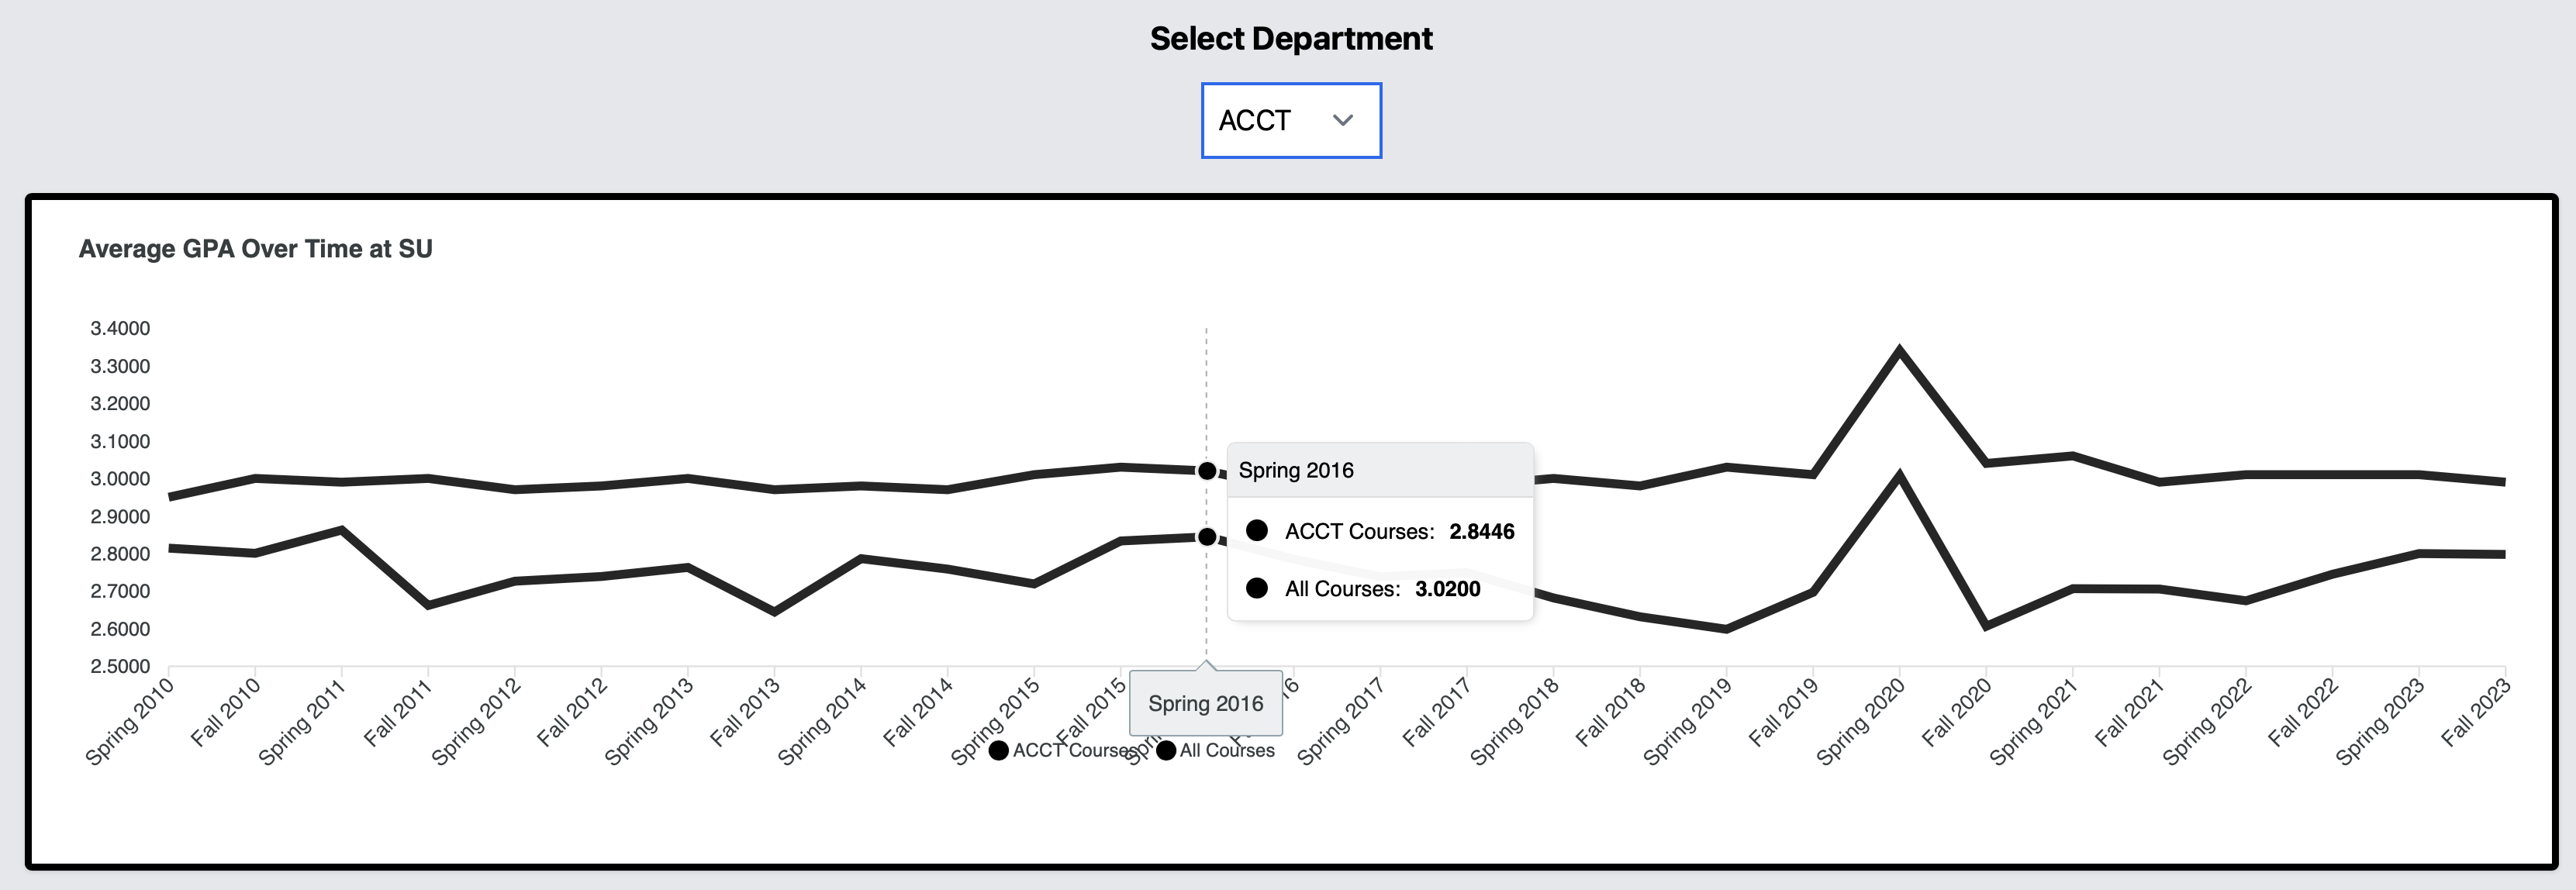 Select Department
ACCT
Average GPA Over Time at SU
3.4000
3.3000
3.2000
3.1000
3.0000
2.9000
2.8000
2.7000
2.6000
2.5000
Spring 2016
ACCT Courses: 2.8446
All Courses: 3.0200
Spring 2010
Fall 2010
Spring 2011
Fall 2011
Spring 2012
Fall 2012
Spring 2013
Fall 2013
Spring 2014
Fall 2014
Spring 2015
Fall 2015
Spring 2016
Spring 2017
Fall 2017
Spring 2018
Fall 2018
Spring 2019
Fall 2019
Spring 2020
Fall 2020
Spring 2021
Fall 2021
Spring 2022
Fall 2022
Spring 2023
Fall 2023
ACCT Courses All Courses